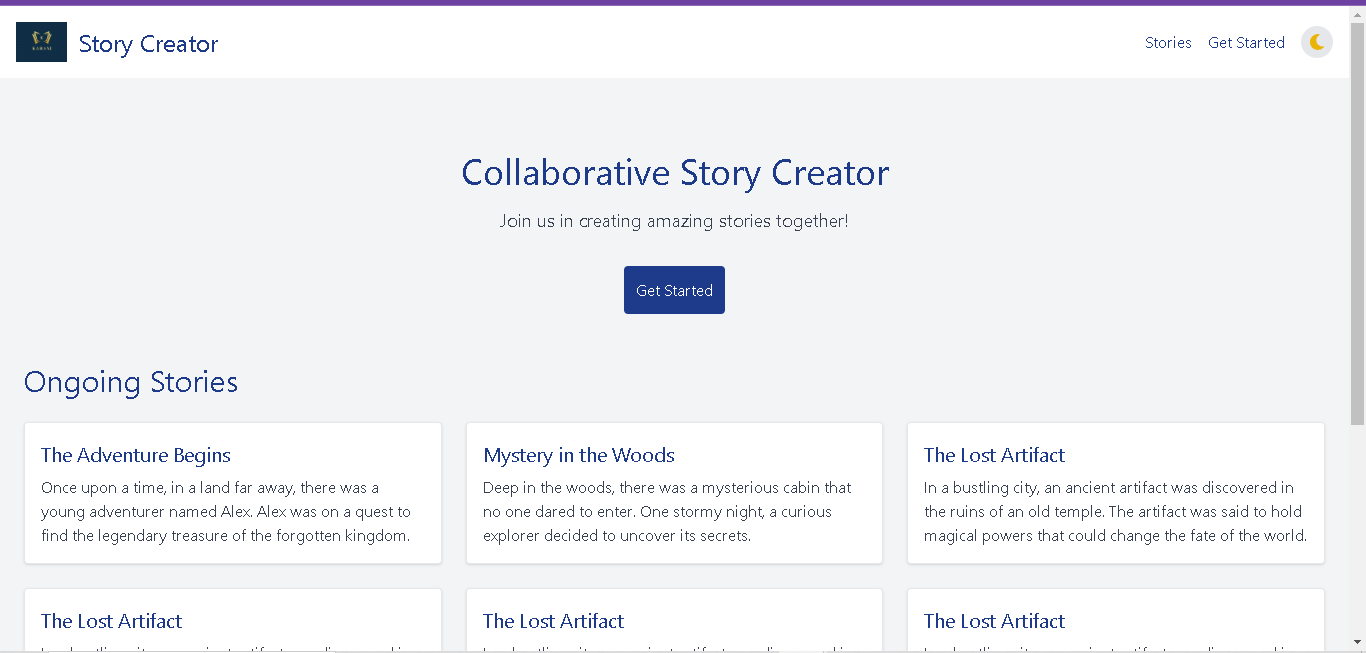 Story Creator
Stories
Get Started
Collaborative Story Creator
Join us in creating amazing stories together!
Get Started
Ongoing Stories
The Adventure Begins
Once upon a time, in a land far away, there was a
young adventurer named Alex. Alex was on a quest to
find the legendary treasure of the forgotten kingdom.
Mystery in the Woods
Deep in the woods, there was a mysterious cabin that
no one dared to enter. One stormy night, a curious
explorer decided to uncover its secrets.
The Lost Artifact
In a bustling city, an ancient artifact was discovered in
the ruins of an old temple. The artifact was said to hold
magical powers that could change the fate of the world.
The Lost Artifact
The Lost Artifact
The Lost Artifact